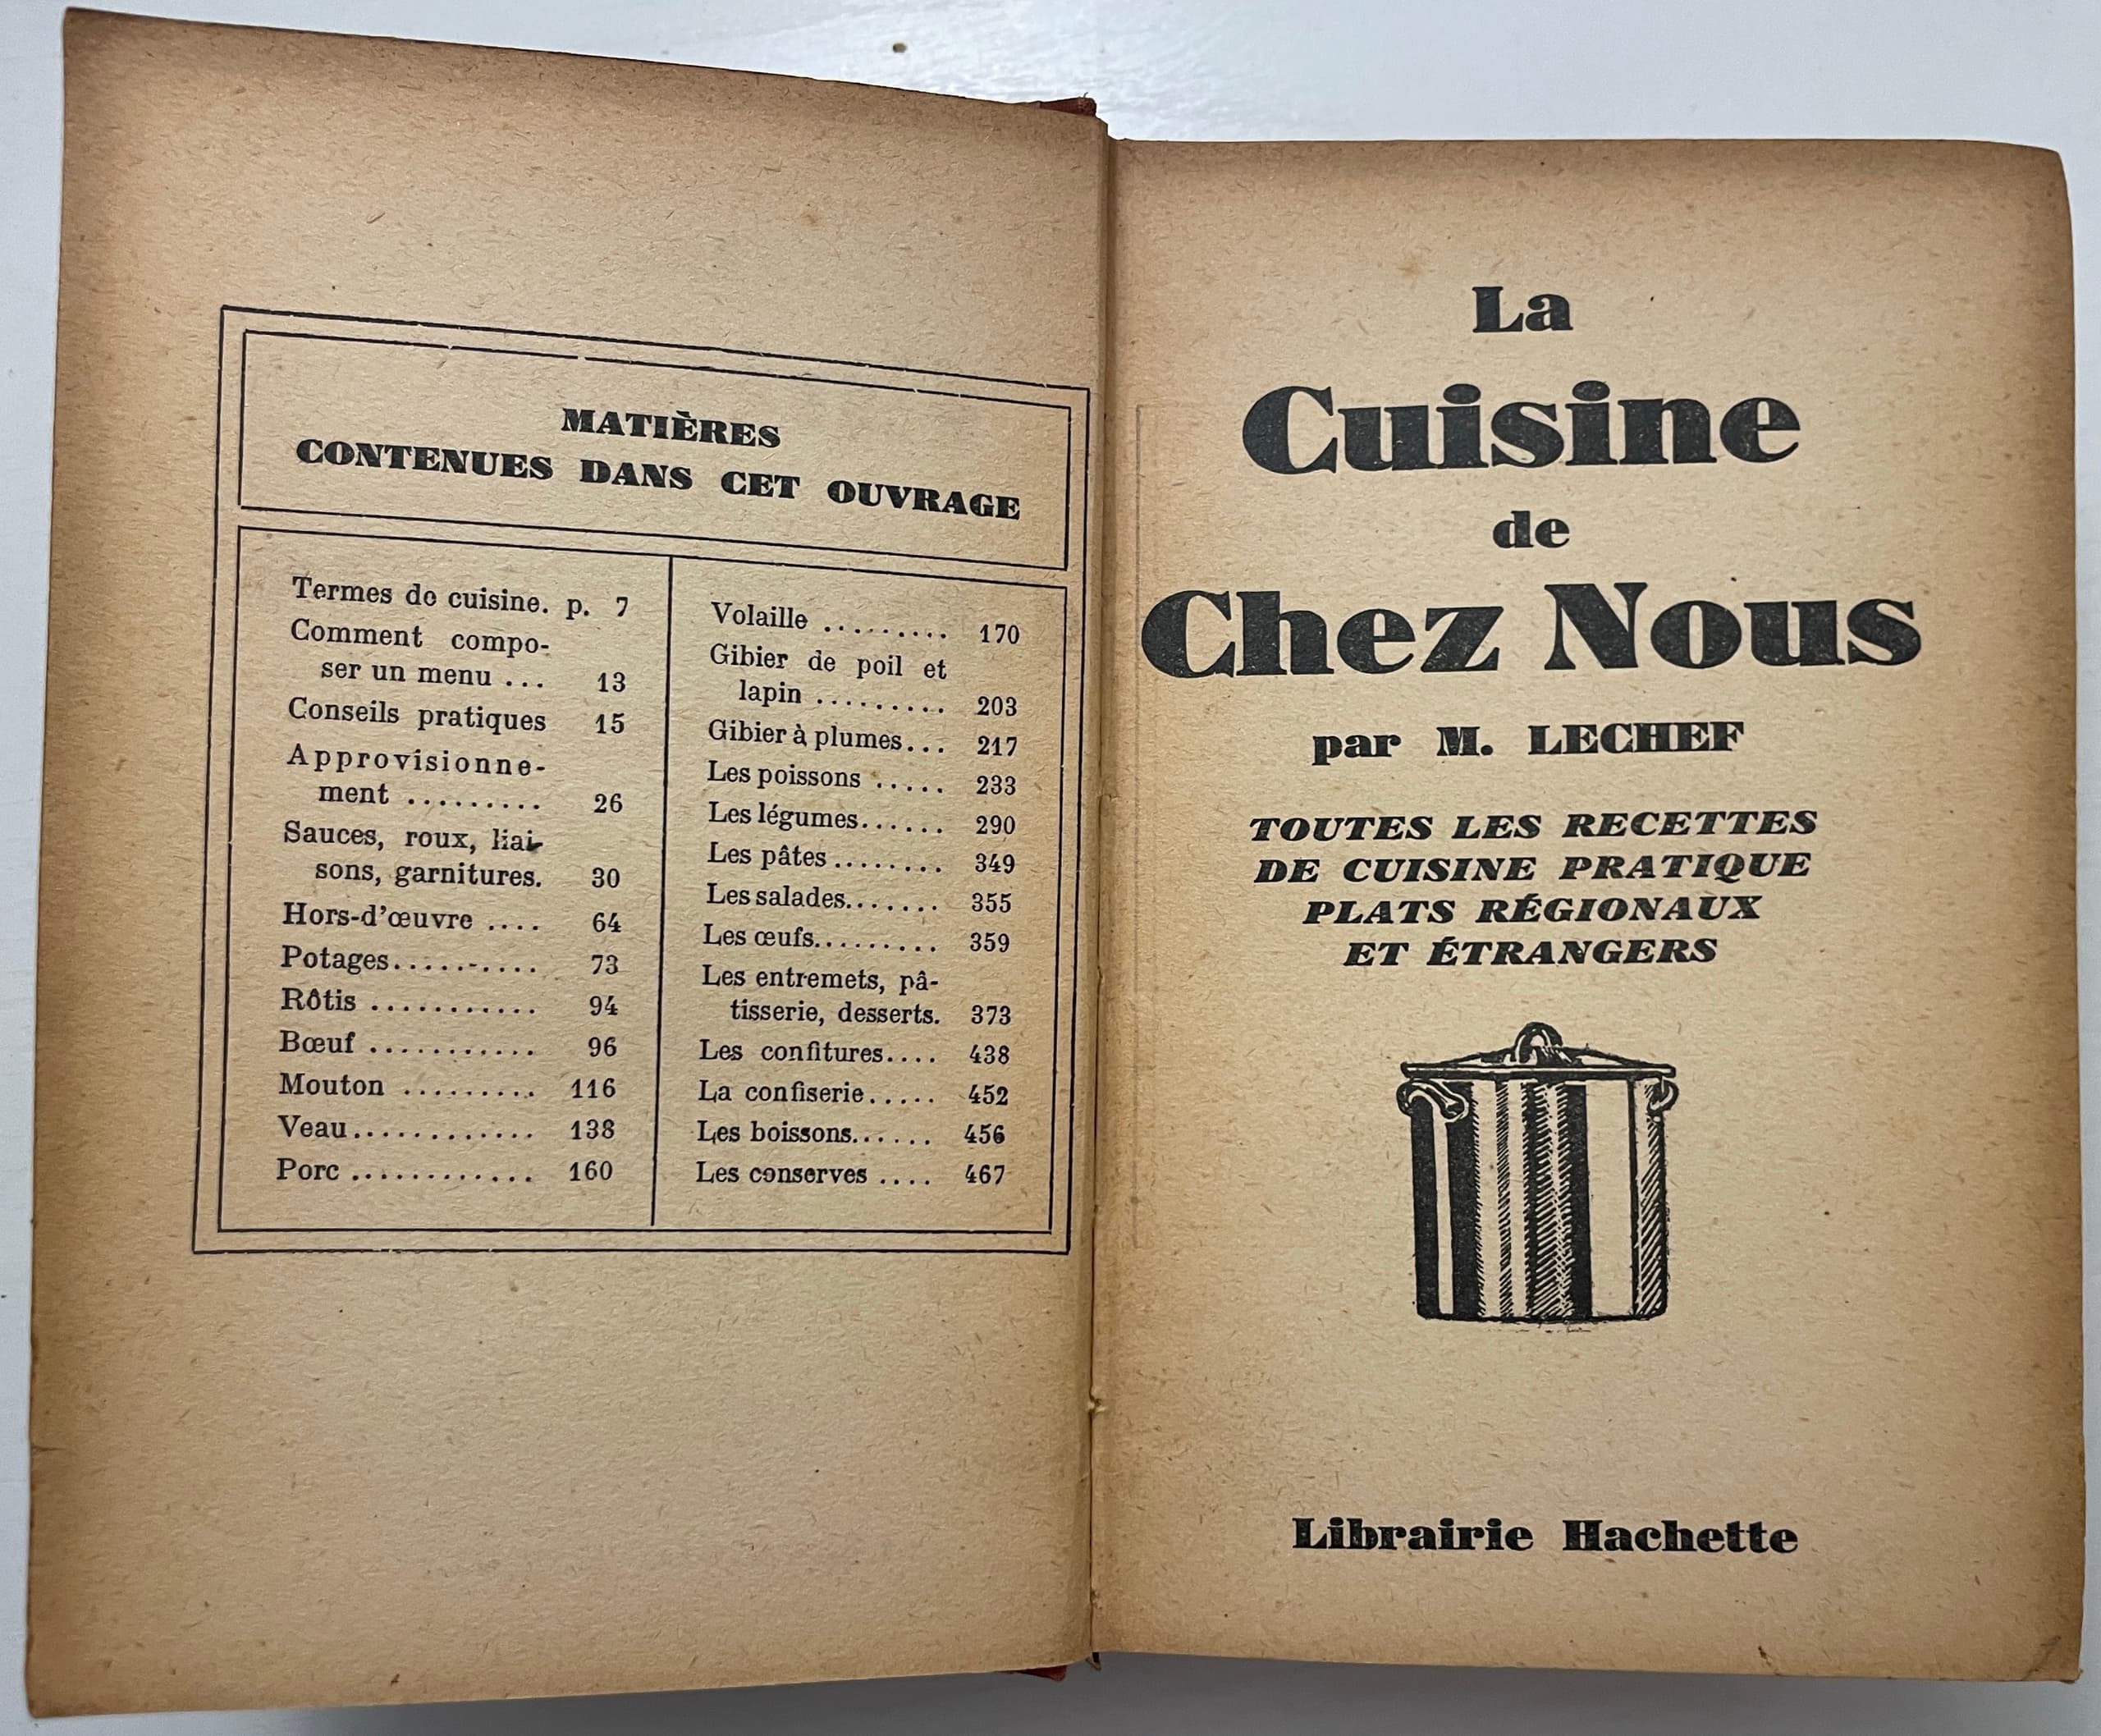 MATIÈRES
CONTENUES DANS CET OUVRAGE
Termes de cuisine. p. 7
Comment compo-
ser un menu ... 13
Conseils pratiques 15
Approvisionne-
ment ......... 26
Sauces, roux, liai-
sons, garnitures. 30
Hors-d'œuvre .... 64
Potages.......... 73
Rôtis ........... 94
Bœuf ........... 96
Mouton ......... 116
Veau............ 138
Porc ............ 160
Volaille ......... 170
Gibier de poil et
lapin ......... 203
Gibier à plumes... 217
Les poissons ..... 233
Les légumes...... 290
Les pâtes ........ 349
Les salades....... 355
Les œufs......... 359
Les entremets, pâ-
tisserie, desserts. 373
Les confitures.... 438
La confiserie..... 452
Les boissons...... 456
Les conserves .... 467
La
Cuisine
de
Chez Nous
par M. LECHEF
TOUTES LES RECETTES
DE CUISINE PRATIQUE
PLATS RÉGIONAUX
ET ÉTRANGERS
Librairie Hachette